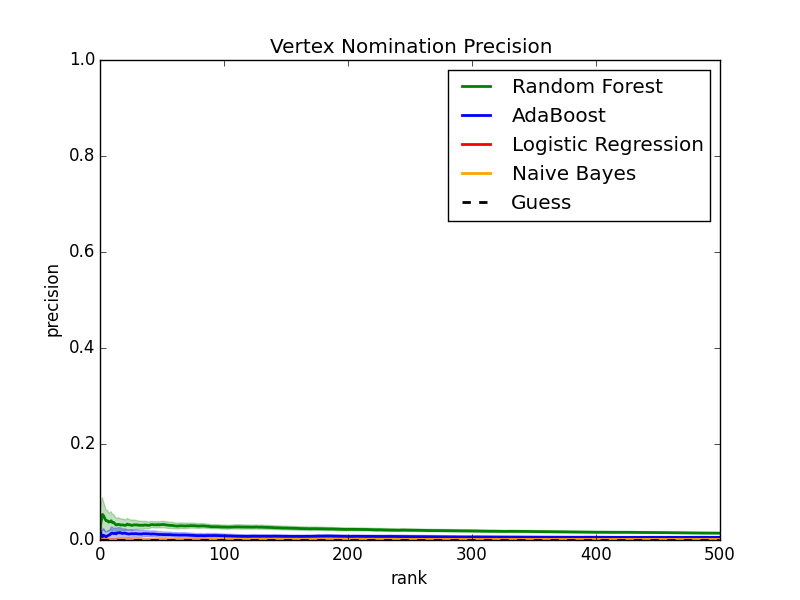 Vertex Nomination Precision
1.0
0.8
0.6
0.4
0.2
0.0
precision
Random Forest
AdaBoost
Logistic Regression
Naive Bayes
Guess
0 100 200 300 400 500
rank